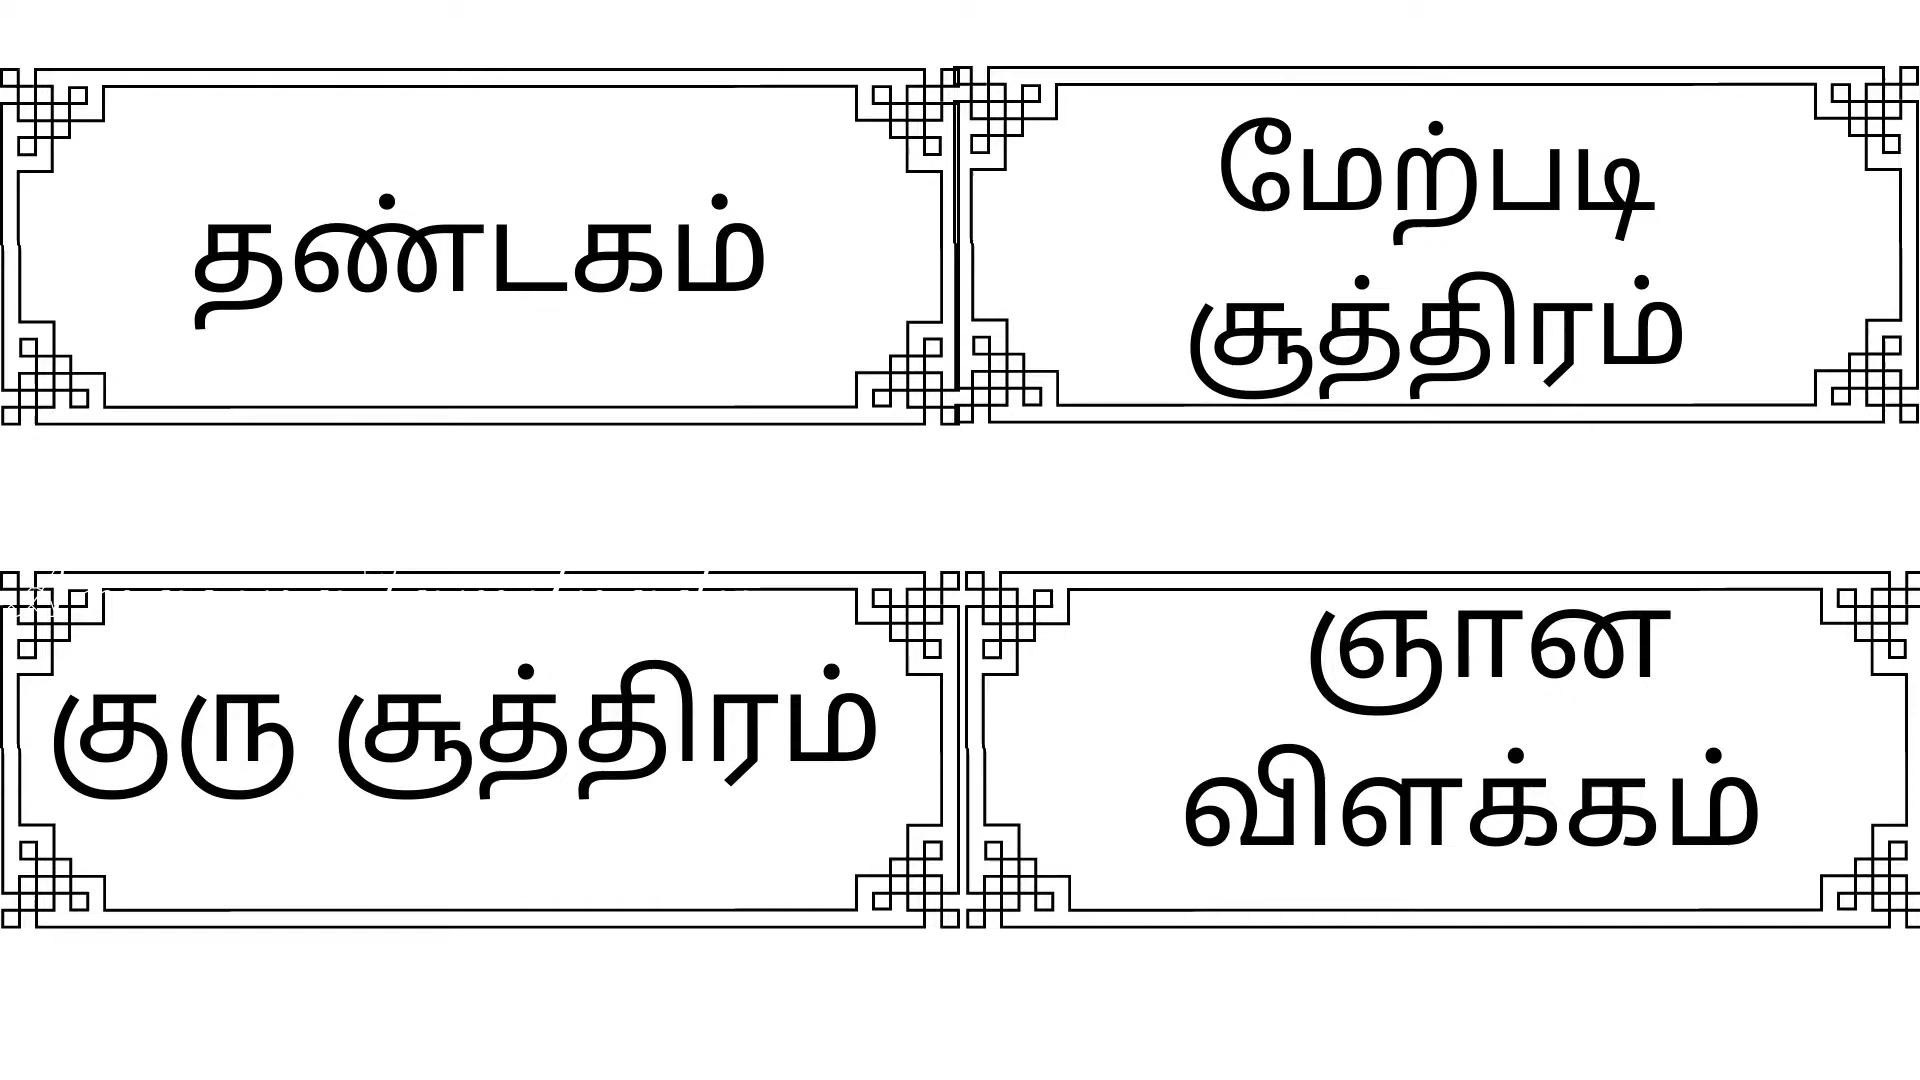 தண்டகம்
மேற்படி
சூத்திரம்
குரு சூத்திரம்
ஞான
விளக்கம்